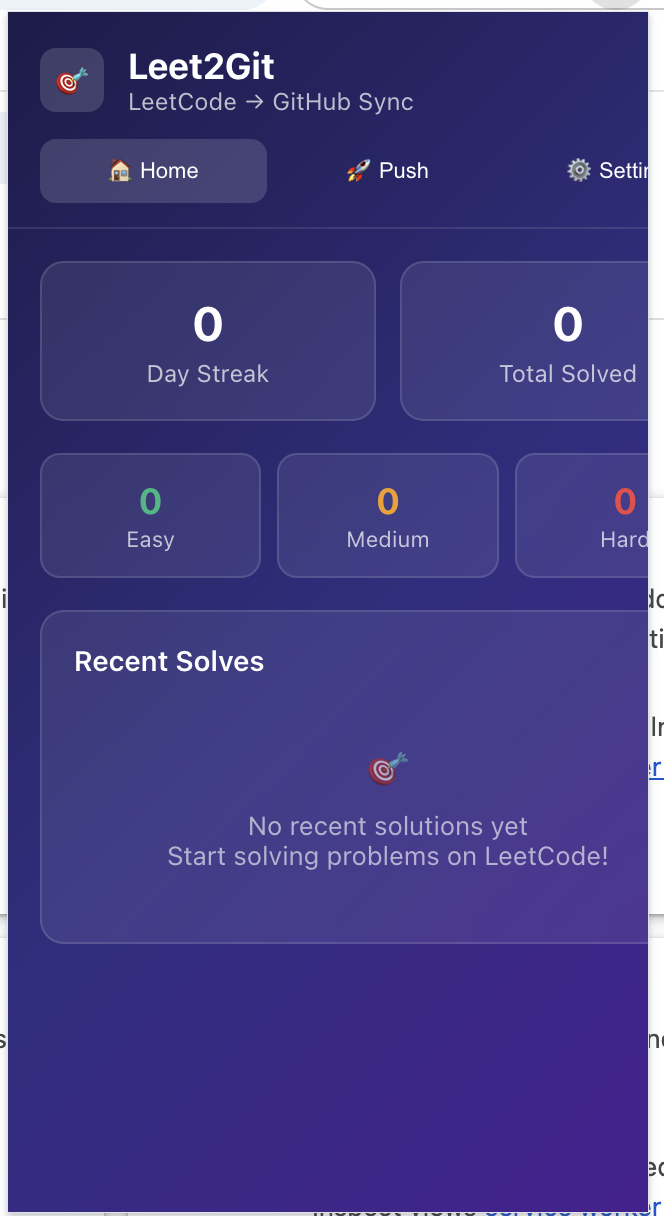 Leet2Git
LeetCode → GitHub Sync
🏠 Home 🚀 Push ⚙️ Settin
0 0
Day Streak Total Solved
0 0 0
Easy Medium Hard
Recent Solves
No recent solutions yet
Start solving problems on LeetCode!